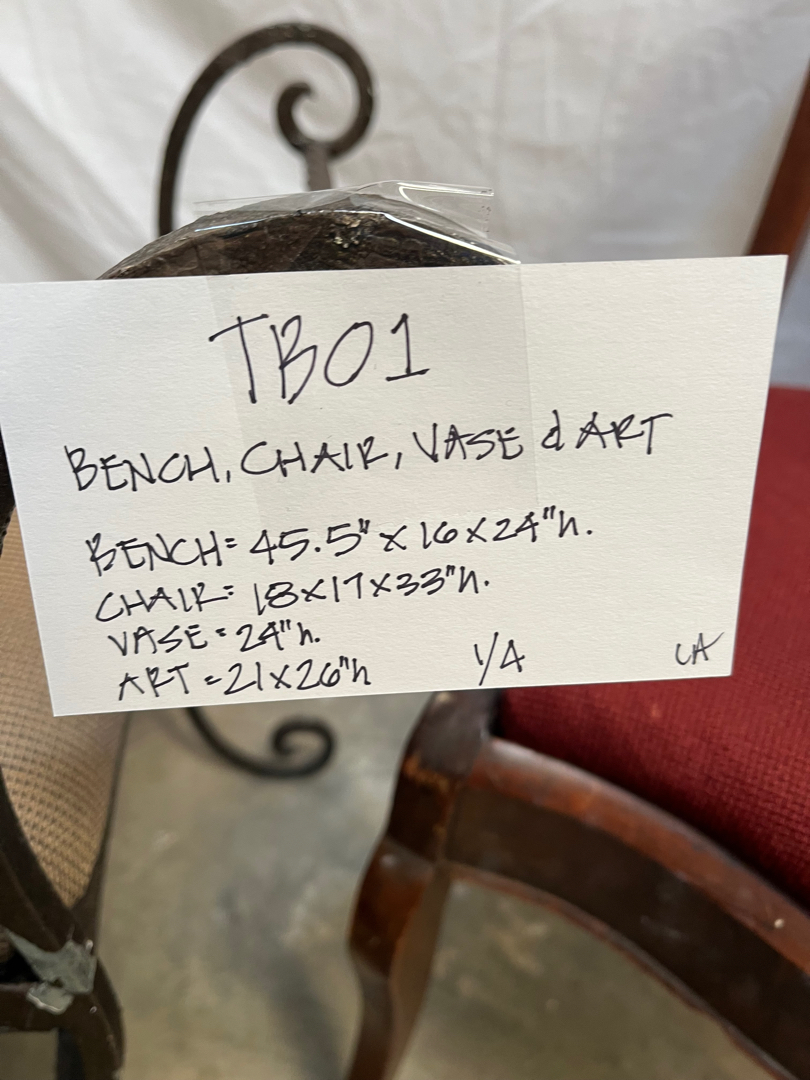 TB01
BENCH, CHAIR, VASE & ART
BENCH = 45.5" x 16 x 24"h.
CHAIR = 18 x 17 x 33"h.
VASE = 24"h.
ART = 21 x 26"h 1/4 LA